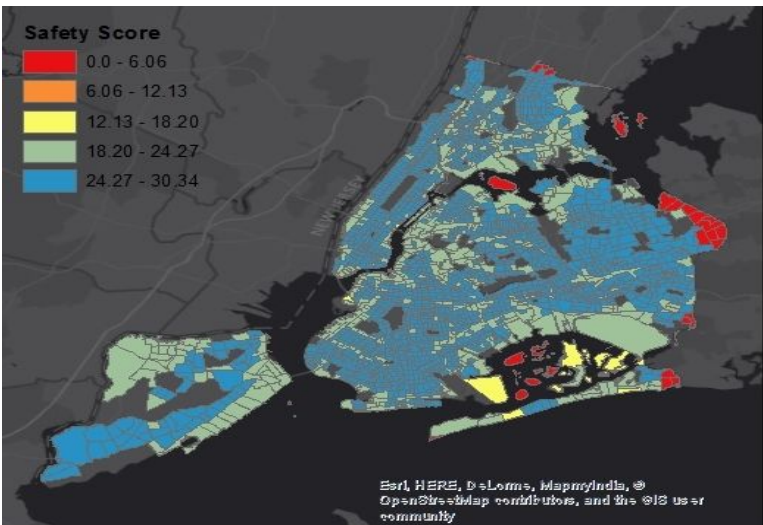 Safety Score
0.0 - 6.06
6.06 - 12.13
12.13 - 18.20
18.20 - 24.27
24.27 - 30.34
NEW JERSEY
Esri, HERE, DeLorme, MapmyIndia, ©
OpenStreetMap contributors, and the GIS user
community